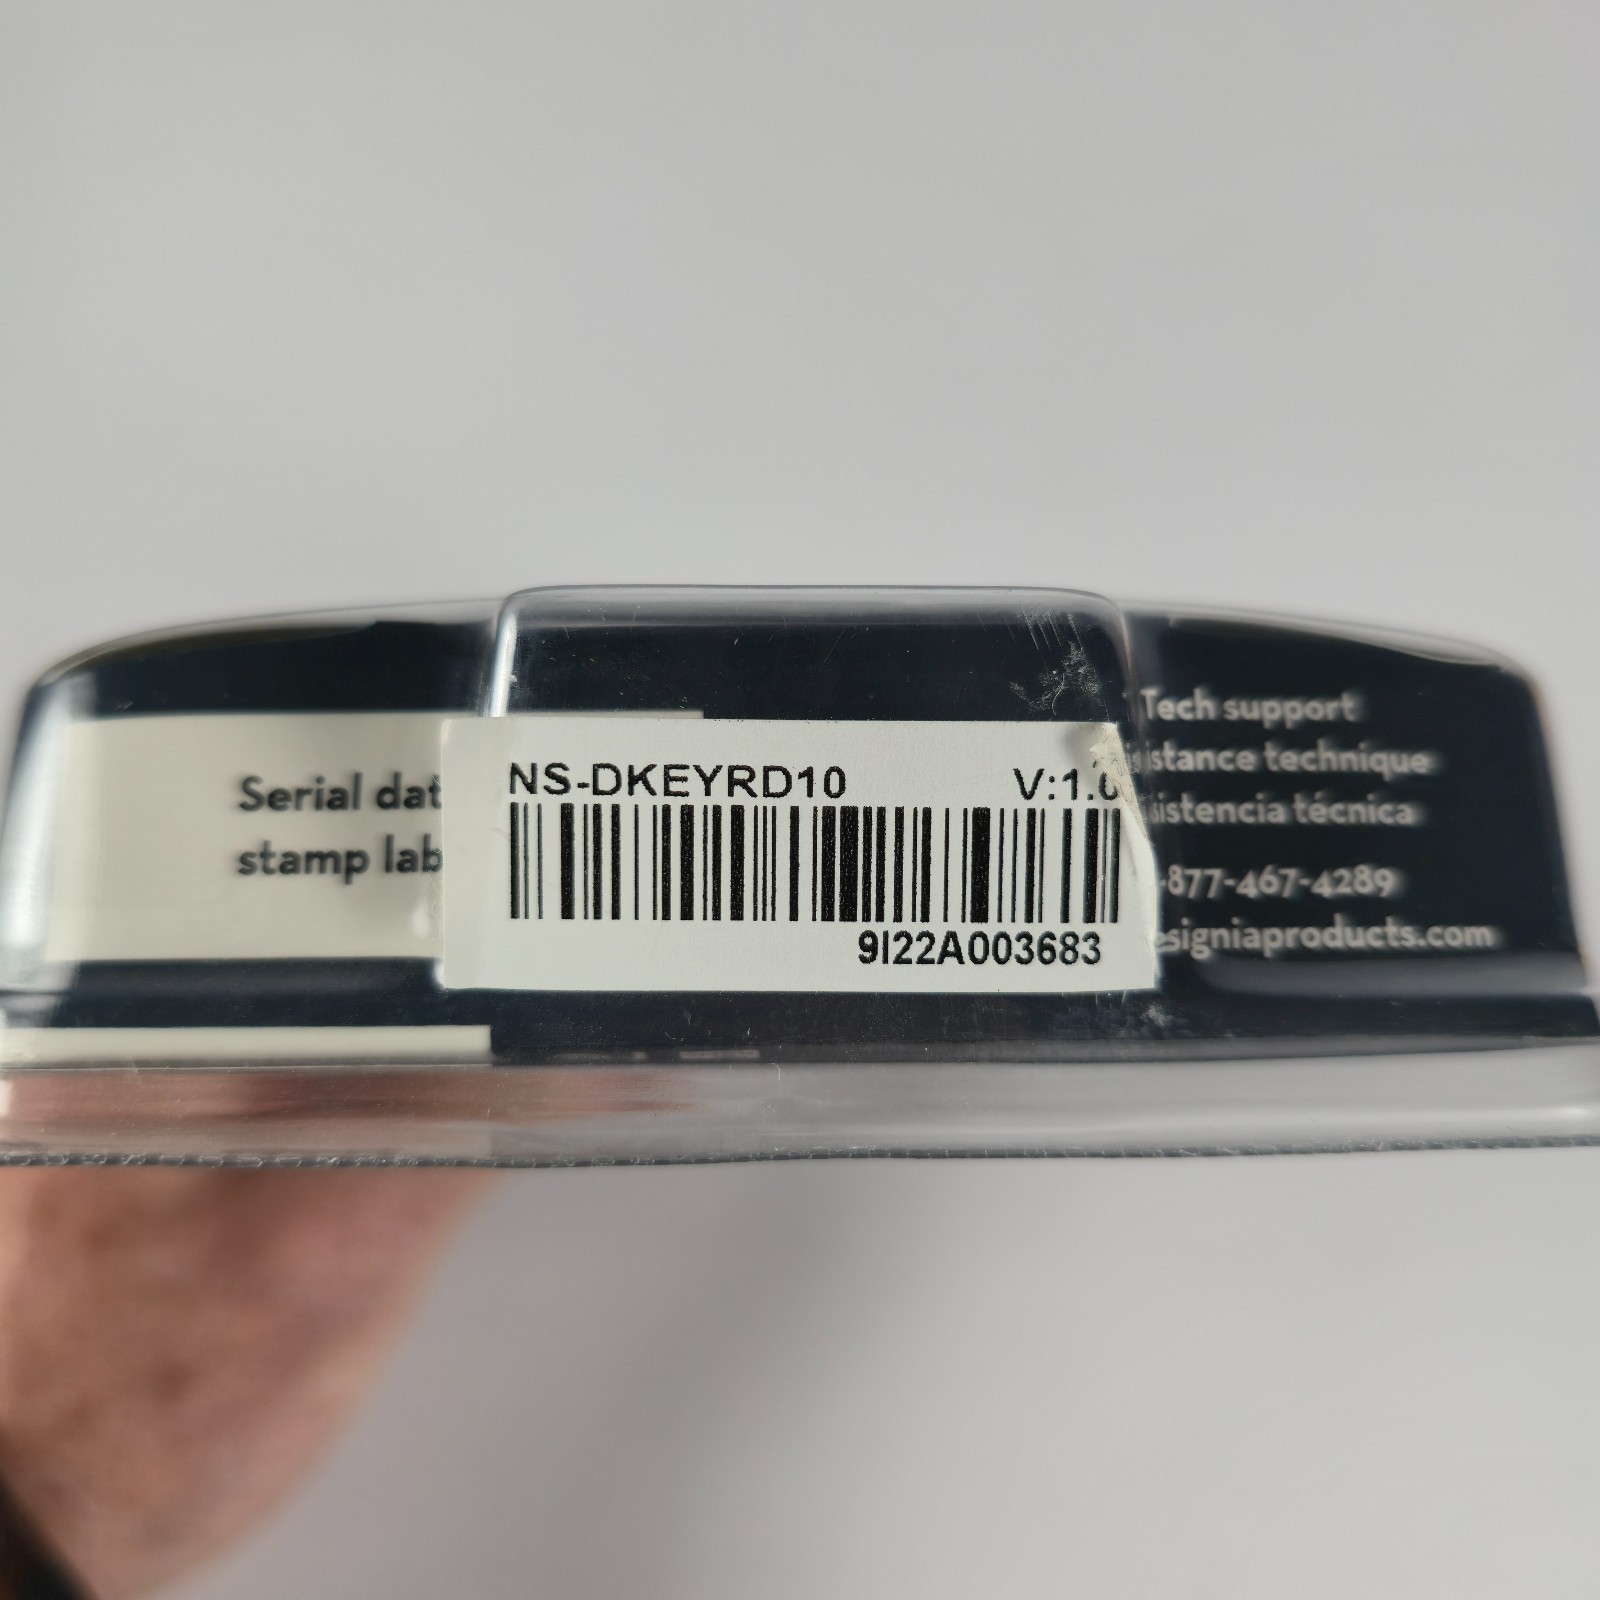 Serial dat
stamp lab
NS-DKEYRD10 V:1.0
9I22A003683
Tech support
istance technique
sistencia técnica
-877-467-4289
esigniaproducts.com